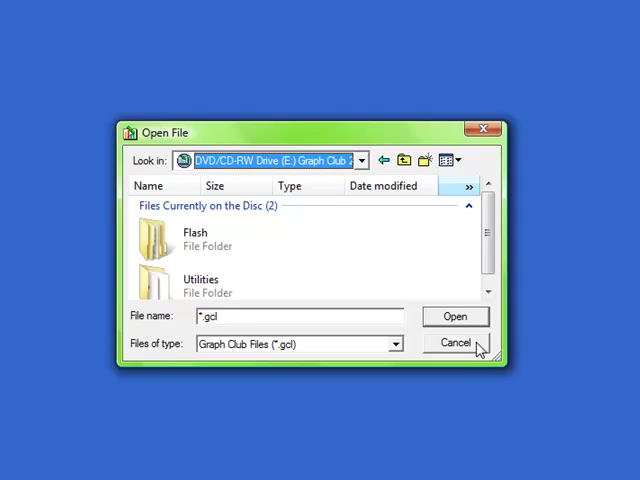 Open File
Look in: DVD/CD-RW Drive (E:) Graph Club 2
Name Size Type Date modified »
Files Currently on the Disc (2)
Flash
File Folder
Utilities
File Folder
File name: *.gcl Open
Files of type: Graph Club Files (*.gcl) Cancel